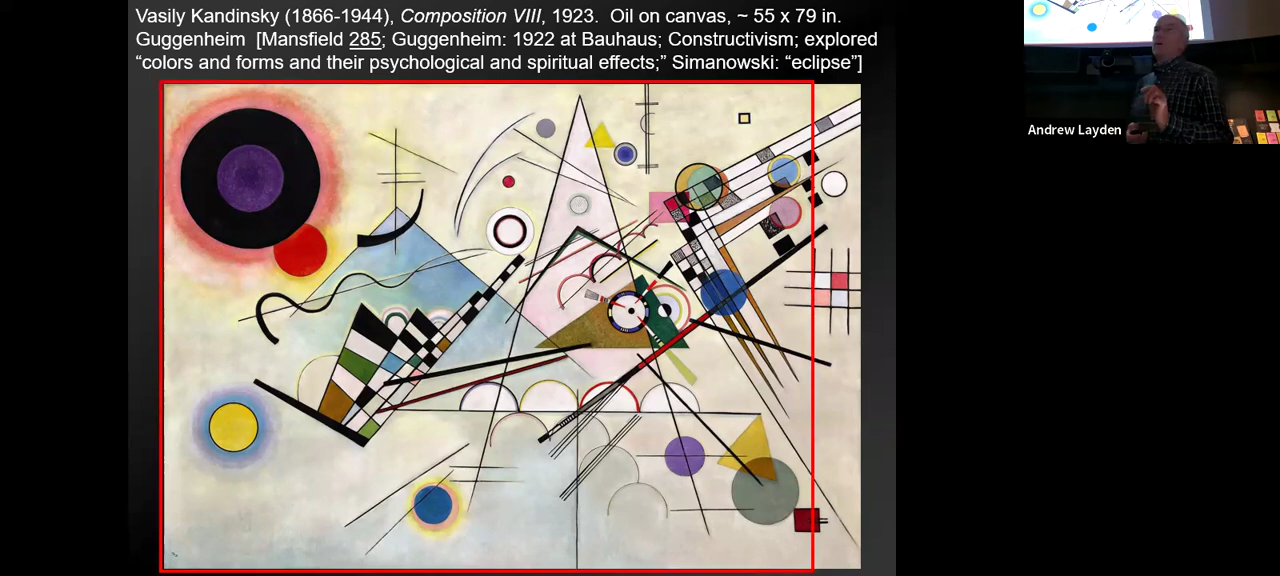 Vasily Kandinsky (1866-1944), Composition VIII, 1923. Oil on canvas, ~ 55 x 79 in.
Guggenheim [Mansfield 285; Guggenheim: 1922 at Bauhaus; Constructivism; explored
“colors and forms and their psychological and spiritual effects;” Simanowski: “eclipse”]
Andrew Layden